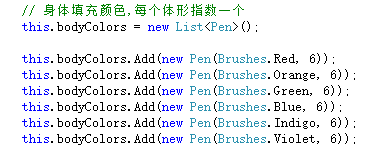 // 身体填充颜色,每个体形指数一个
this.bodyColors = new List<Pen>();
this.bodyColors.Add(new Pen(Brushes.Red, 6));
this.bodyColors.Add(new Pen(Brushes.Orange, 6));
this.bodyColors.Add(new Pen(Brushes.Green, 6));
this.bodyColors.Add(new Pen(Brushes.Blue, 6));
this.bodyColors.Add(new Pen(Brushes.Indigo, 6));
this.bodyColors.Add(new Pen(Brushes.Violet, 6));